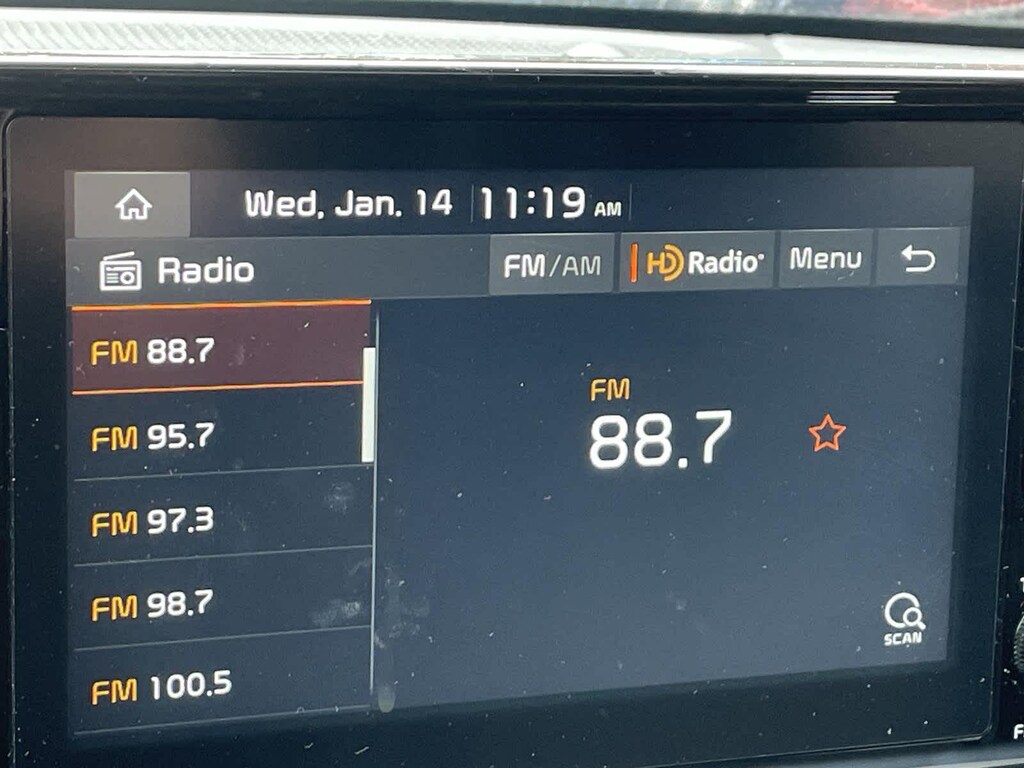 Wed, Jan. 14 11:19 AM
Radio FM/AM HD Radio Menu
FM 88.7
FM 95.7
FM 97.3
FM 98.7
FM 100.5
FM
88.7
SCAN